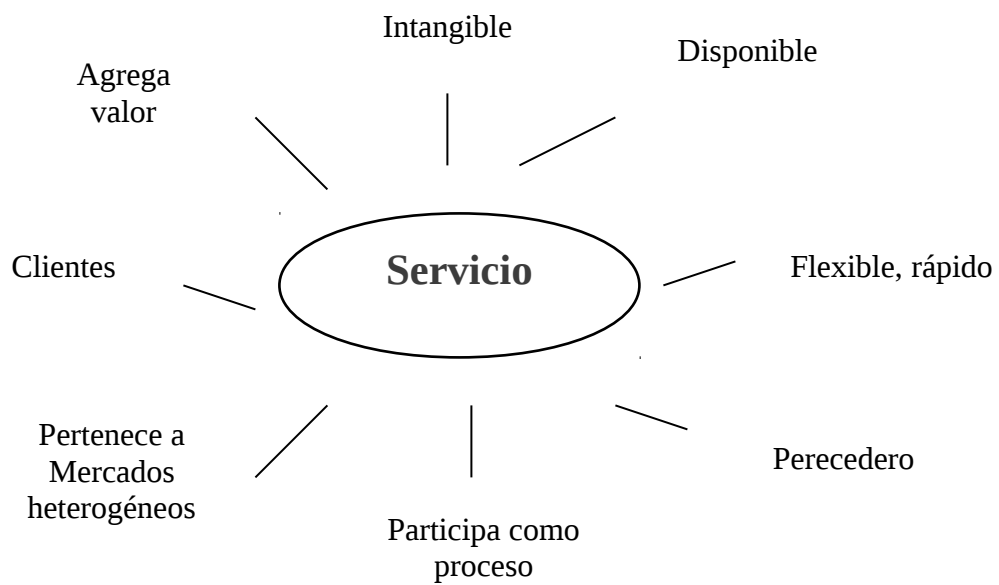 Intangible
Disponible
Agrega
valor
Servicio
Clientes
Flexible, rápido
Pertenece a
Mercados
heterogéneos
Perecedero
Participa como
proceso